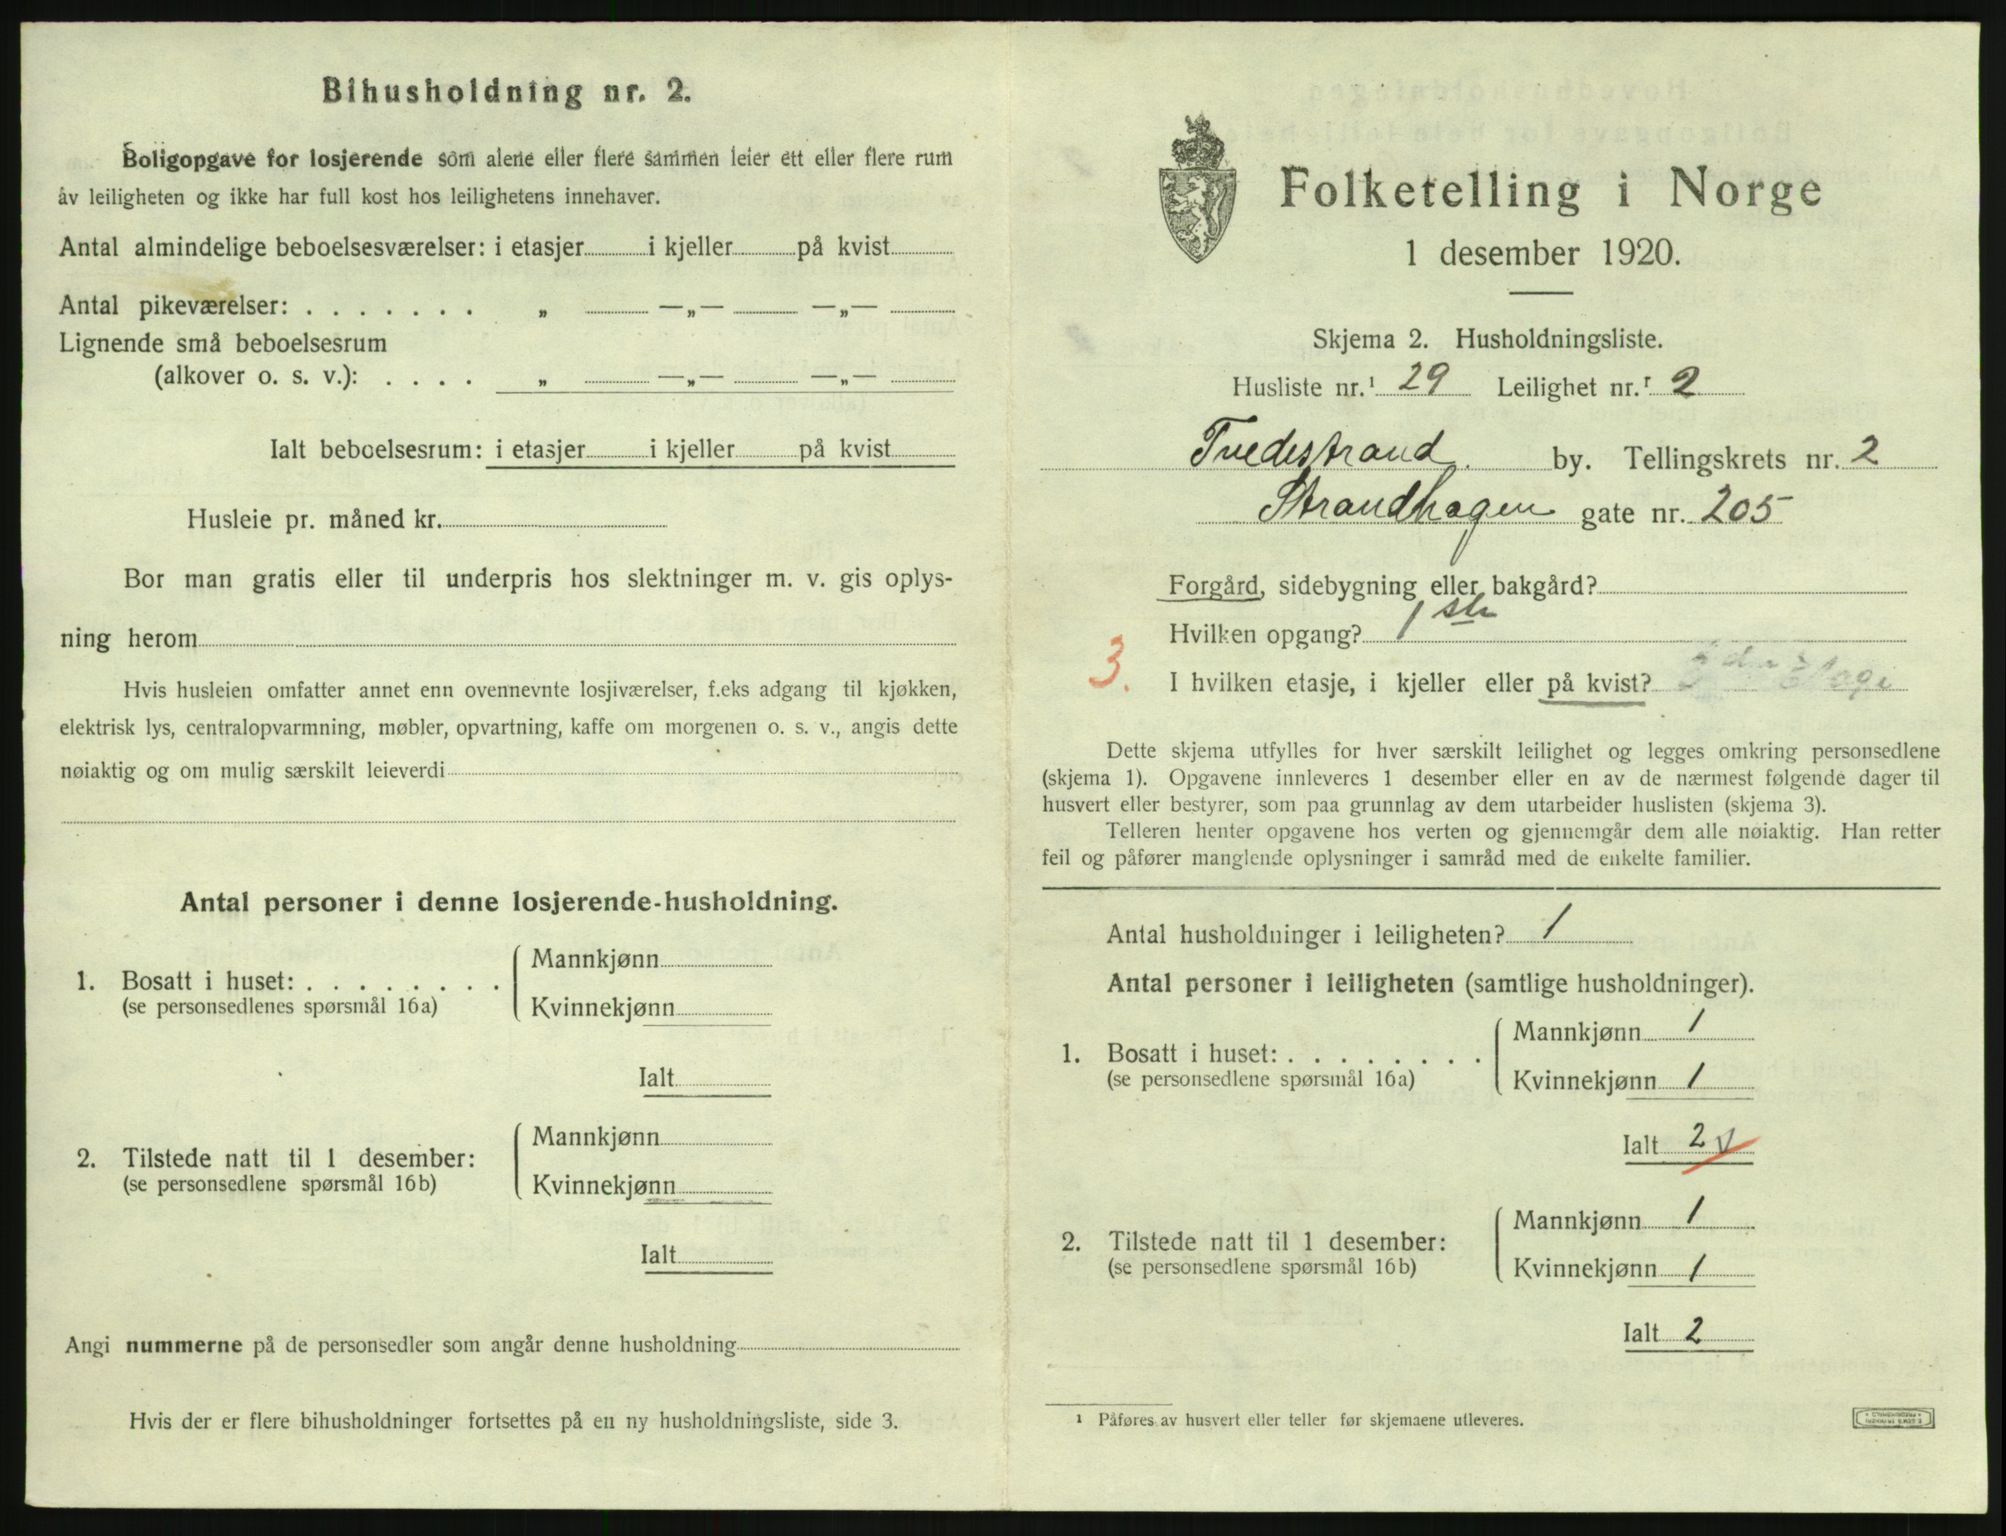 Bihusholdning nr. 2.
Boligopgave for losjerende som alene eller flere sammen leier ett eller flere rum
åv leiligheten og ikke har full kost hos leilighetens innehaver.
Antal almindelige beboelsesværelser: i etasjer i kjeller på kvist
Antal pikeværelser: . . . . . . . „ —„— —„—
Lignende små beboelsesrum
(alkover o. s. v.): . . . . „ —„— —„—
Ialt beboelsesrum: i etasjer i kjeller på kvist
Husleie pr. måned kr.
Bor man gratis eller til underpris hos slektninger m. v. gis oplys-
ning herom
Hvis husleien omfatter annet enn ovennevnte losjiværelser, f.eks adgang til kjøkken,
elektrisk lys, centralopvarmning, møbler, opvartning, kaffe om morgenen o. s. v., angis dette
nøiaktig og om mulig særskilt leieverdi
Antal personer i denne losjerende-husholdning.
1. Bosatt i huset: . . . . . . . .
(se personsedlenes spørsmål 16a)
Mannkjønn
Kvinnekjønn
Ialt
2. Tilstede natt til 1 desember:
(se personsedlene spørsmål 16b)
Mannkjønn
Kvinnekjønn
Ialt
Angi nummerne på de personsedler som angår denne husholdning
Hvis der er flere bihusholdninger fortsettes på en ny husholdningsliste, side 3.
Folketelling i Norge
1 desember 1920.
Skjema 2. Husholdningsliste.
Husliste nr.¹ 29 Leilighet nr.¹ 2
Tvedestrand by. Tellingskrets nr. 2
Strandhagen gate nr. 205
Forgård, sidebygning eller bakgård?
Hvilken opgang? 1 ste
3. I hvilken etasje, i kjeller eller på kvist? Etage
Dette skjema utfylles for hver særskilt leilighet og legges omkring personsedlene
(skjema 1). Opgavene innleveres 1 desember eller en av de nærmest følgende dager til
husvert eller bestyrer, som paa grunnlag av dem utarbeider huslisten (skjema 3).
Telleren henter opgavene hos verten og gjennemgår dem alle nøiaktig. Han retter
feil og påfører manglende oplysninger i samråd med de enkelte familier.
Antal husholdninger i leiligheten? 1
Antal personer i leiligheten (samtlige husholdninger).
1. Bosatt i huset: . . . . . . . .
(se personsedlene spørsmål 16a)
Mannkjønn 1
Kvinnekjønn 1
Ialt 2
2. Tilstede natt til 1 desember:
(se personsedlene spørsmål 16b)
Mannkjønn 1
Kvinnekjønn 1
Ialt 2
¹ Påføres av husvert eller teller før skjemaene utleveres.